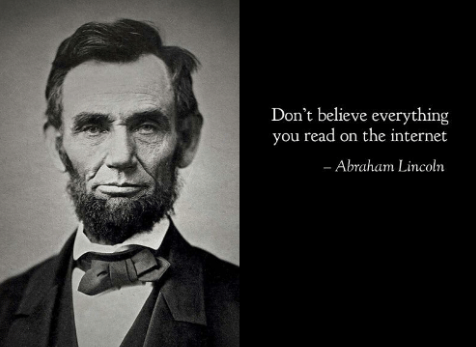 Don't believe everything
you read on the internet
– Abraham Lincoln